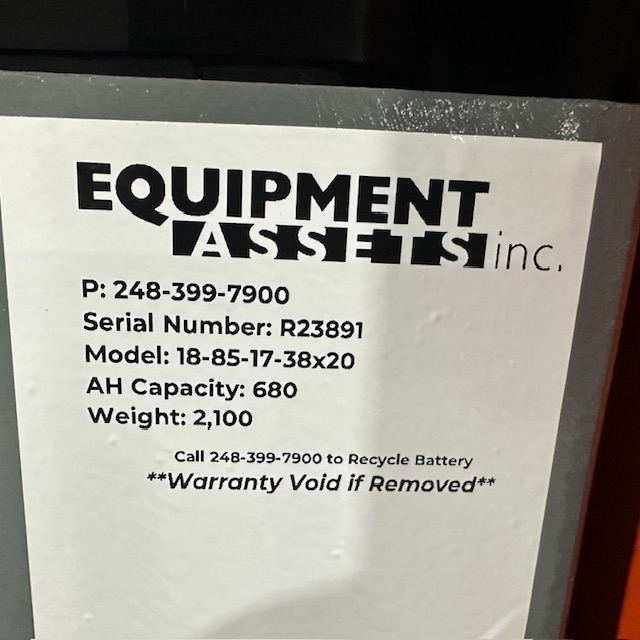 EQUIPMENT
ASSETS inc.
P: 248-399-7900
Serial Number: R23891
Model: 18-85-17-38x20
AH Capacity: 680
Weight: 2,100
Call 248-399-7900 to Recycle Battery
**Warranty Void if Removed**